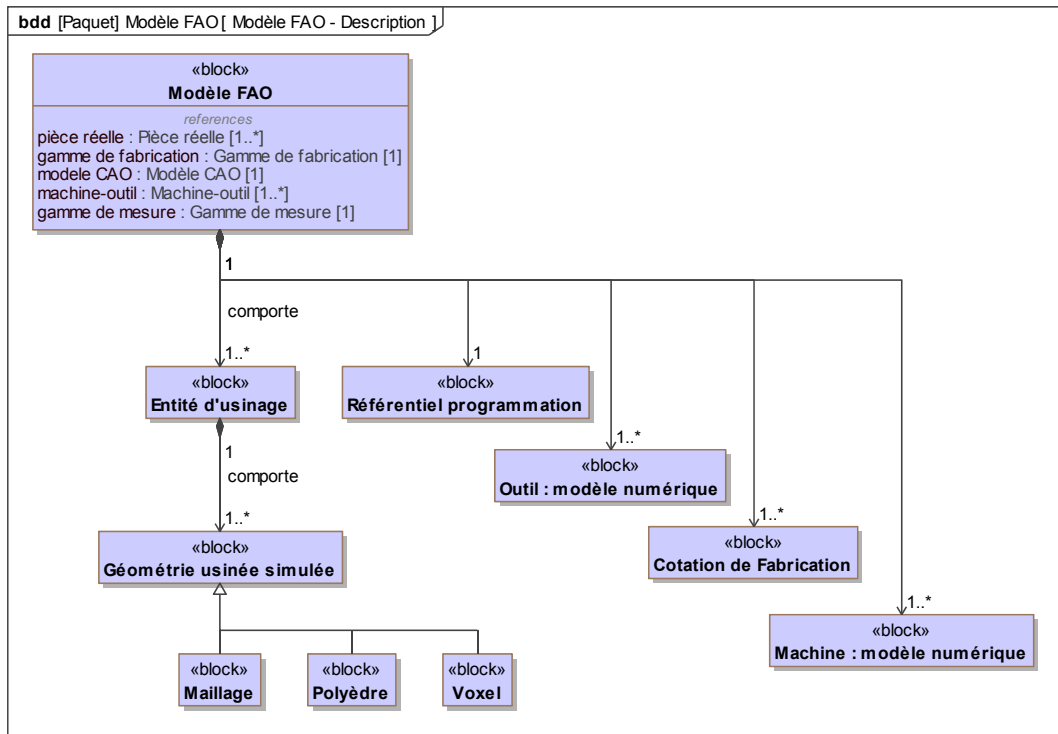 bdd [Paquet] Modèle FAO[ Modèle FAO - Description ]
«block»
Modèle FAO
references
pièce réelle : Pièce réelle [1..*]
gamme de fabrication : Gamme de fabrication [1]
modele CAO : Modèle CAO [1]
machine-outil : Machine-outil [1..*]
gamme de mesure : Gamme de mesure [1]
1
comporte
1..*
«block»
Entité d'usinage
1
«block»
Référentiel programmation
1..*
«block»
Outil : modèle numérique
1..*
«block»
Cotation de Fabrication
1..*
«block»
Machine : modèle numérique
1
comporte
1..*
«block»
Géométrie usinée simulée
«block»
Maillage
«block»
Polyèdre
«block»
Voxel